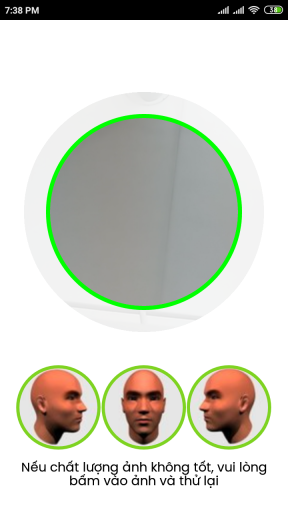 7:38 PM
38
Nếu chất lượng ảnh không tốt, vui lòng
bấm vào ảnh và thử lại